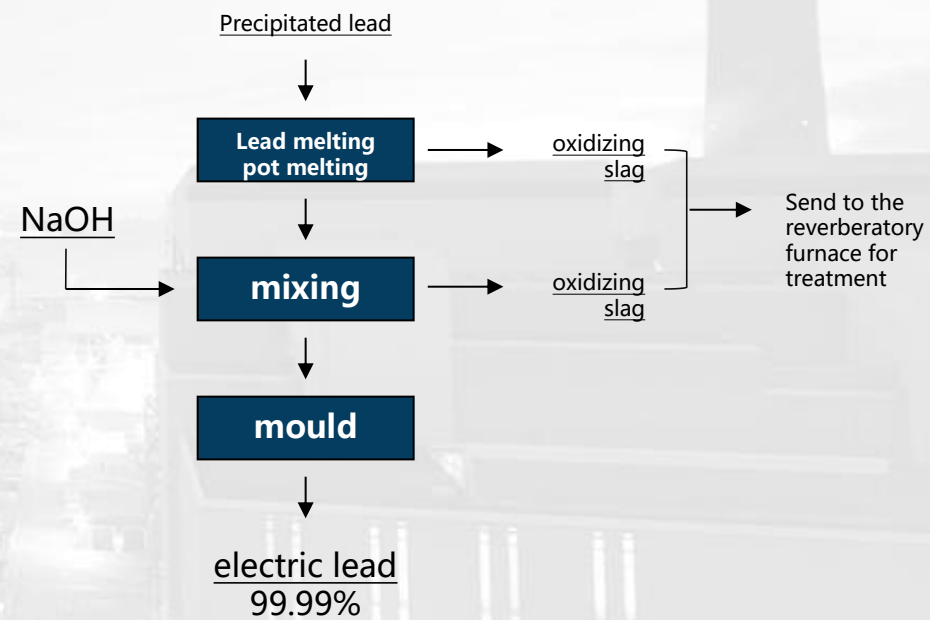 Precipitated lead
Lead melting
pot melting
oxidizing
slag
Send to the
reverberatory
furnace for
treatment
NaOH
mixing
oxidizing
slag
mould
electric lead
99.99%